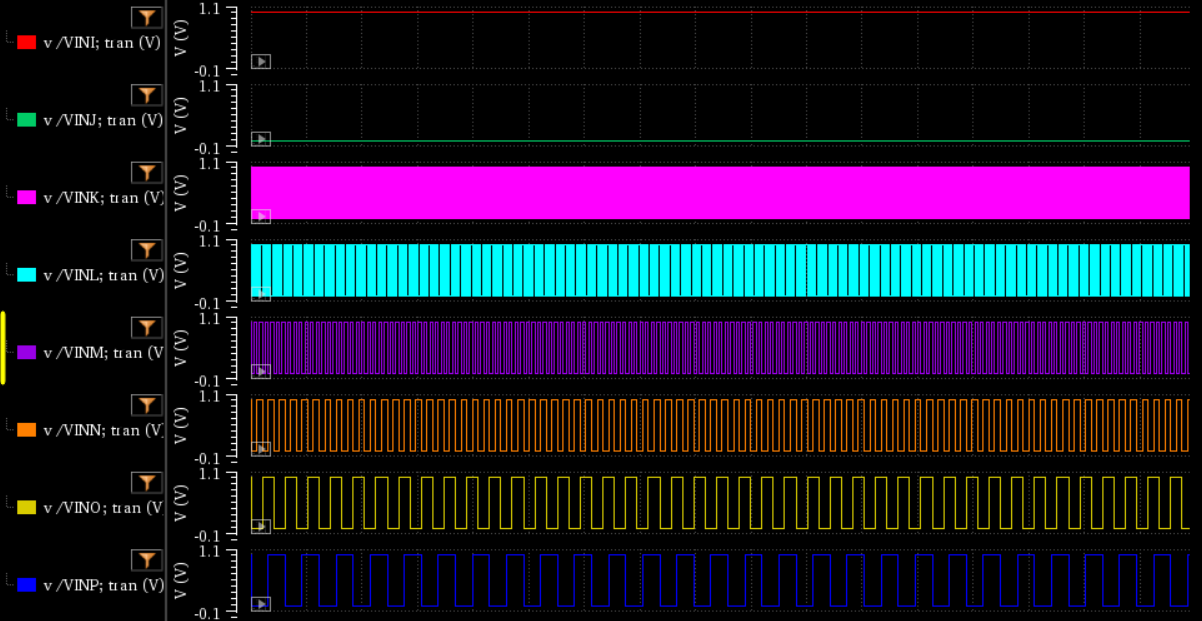 1.1
v /VINI; tran (V)
V (V)
-0.1
1.1
v /VINJ; tran (V)
V (V)
-0.1
1.1
v /VINK; tran (V)
V (V)
-0.1
1.1
v /VINL; tran (V)
V (V)
-0.1
1.1
v /VINM; tran (V
V (V)
-0.1
1.1
v /VINN; tran (V)
V (V)
-0.1
1.1
v /VINO; tran (V
V (V)
-0.1
1.1
v /VINP; tran (V)
V (V)
-0.1